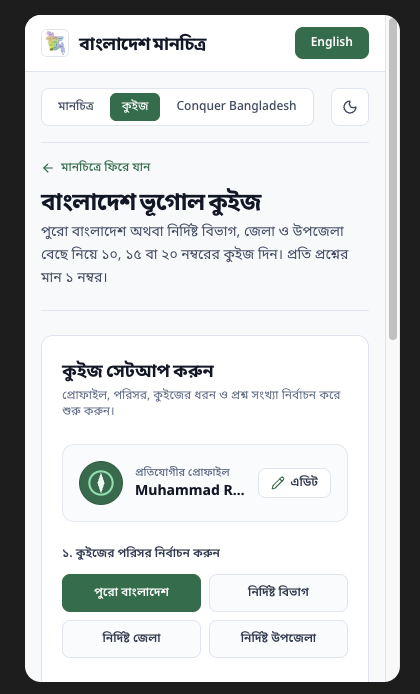 বাংলাদেশ মানচিত্র
English
মানচিত্র
কুইজ
Conquer Bangladesh
← মানচিত্রে ফিরে যান
বাংলাদেশ ভূগোল কুইজ
পুরো বাংলাদেশ অথবা নির্দিষ্ট বিভাগ, জেলা ও উপজেলা
বেছে নিয়ে ১০, ১৫ বা ২০ নম্বরের কুইজ দিন। প্রতি প্রশ্নের
মান ১ নম্বর।
কুইজ সেটআপ করুন
প্রোফাইল, পরিসর, কুইজের ধরন ও প্রশ্ন সংখ্যা নির্বাচন করে
শুরু করুন।
প্রতিযোগীর প্রোফাইল
Muhammad R...
এডিট
১. কুইজের পরিসর নির্বাচন করুন
পুরো বাংলাদেশ
নির্দিষ্ট বিভাগ
নির্দিষ্ট জেলা
নির্দিষ্ট উপজেলা